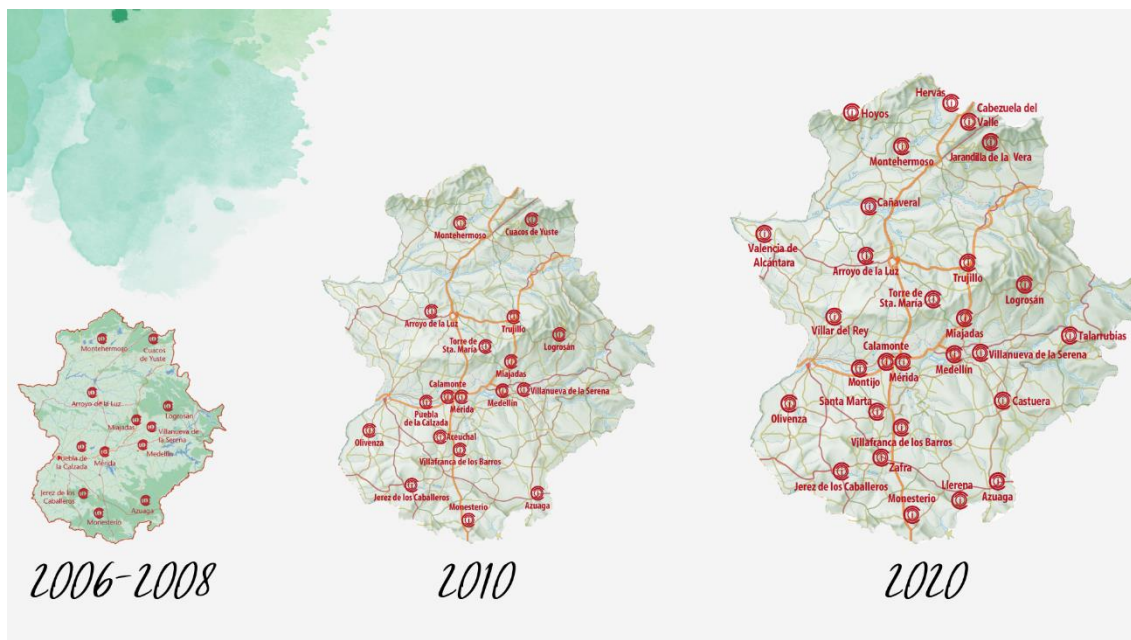 Montehermoso
Cuacos
de Yuste
Arroyo de la Luz
Logrosán
Miajadas
Villanueva de
la Serena
Puebla de
la Calzada
Mérida
Medellín
Jerez de los
Caballeros
Azuaga
Monesterio
2006-2008
Montehermoso
Cuacos de Yuste
Arroyo de la Luz
Trujillo
Torre de
Sta. María
Logrosán
Miajadas
Calamonte
Villanueva de la Serena
Puebla
de la Calzada
Mérida
Medellín
Olivenza
Aceuchal
Villafranca de los Barros
Jerez de los Caballeros
Azuaga
Monesterio
2010
Hervás
Hoyos
Cabezuela del
Valle
Montehermoso
Jarandilla de la Vera
Cañaveral
Valencia de
Alcántara
Arroyo de la Luz
Trujillo
Torre de
Sta. María
Logrosán
Villar del Rey
Miajadas
Talarrubias
Calamonte
Villanueva de la Serena
Montijo
Mérida
Medellín
Santa Marta
Castuera
Olivenza
Villafranca de los Barros
Zafra
Jerez de los Caballeros
Llerena
Azuaga
Monesterio
2020